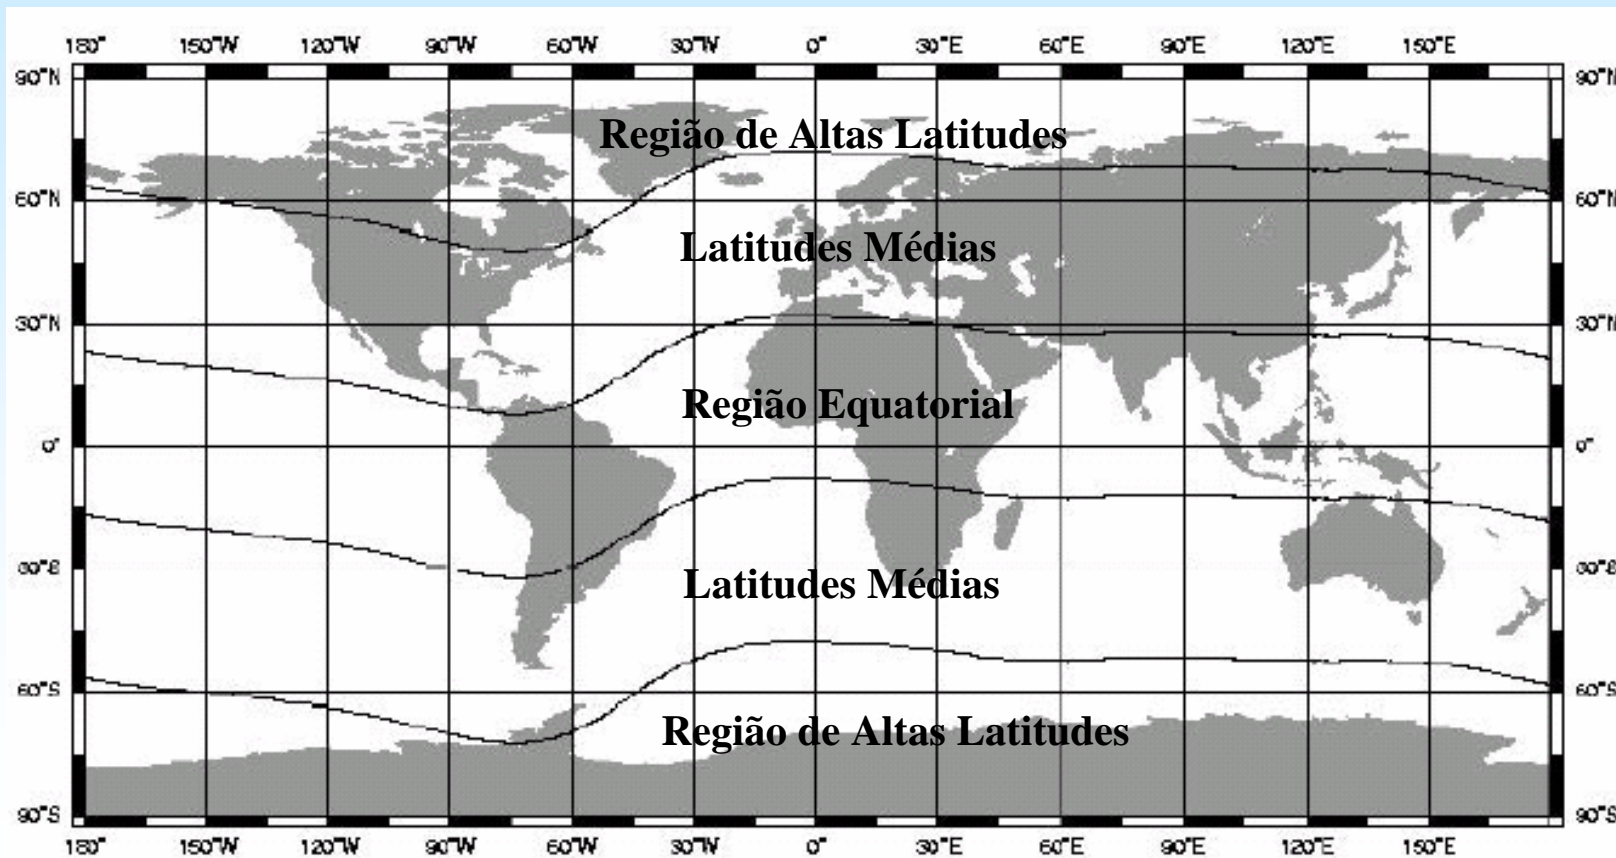 180° 150°W 120°W 90°W 60°W 30°W 0° 30°E 60°E 90°E 120°E 150°E
90°N 90°N
Região de Altas Latitudes
60°N 60°N
Latitudes Médias
30°N 30°N
Região Equatorial
0° 0°
30°S 30°S
Latitudes Médias
60°S 60°S
Região de Altas Latitudes
90°S 90°S
180° 150°W 120°W 90°W 60°W 30°W 0° 30°E 60°E 90°E 120°E 150°E